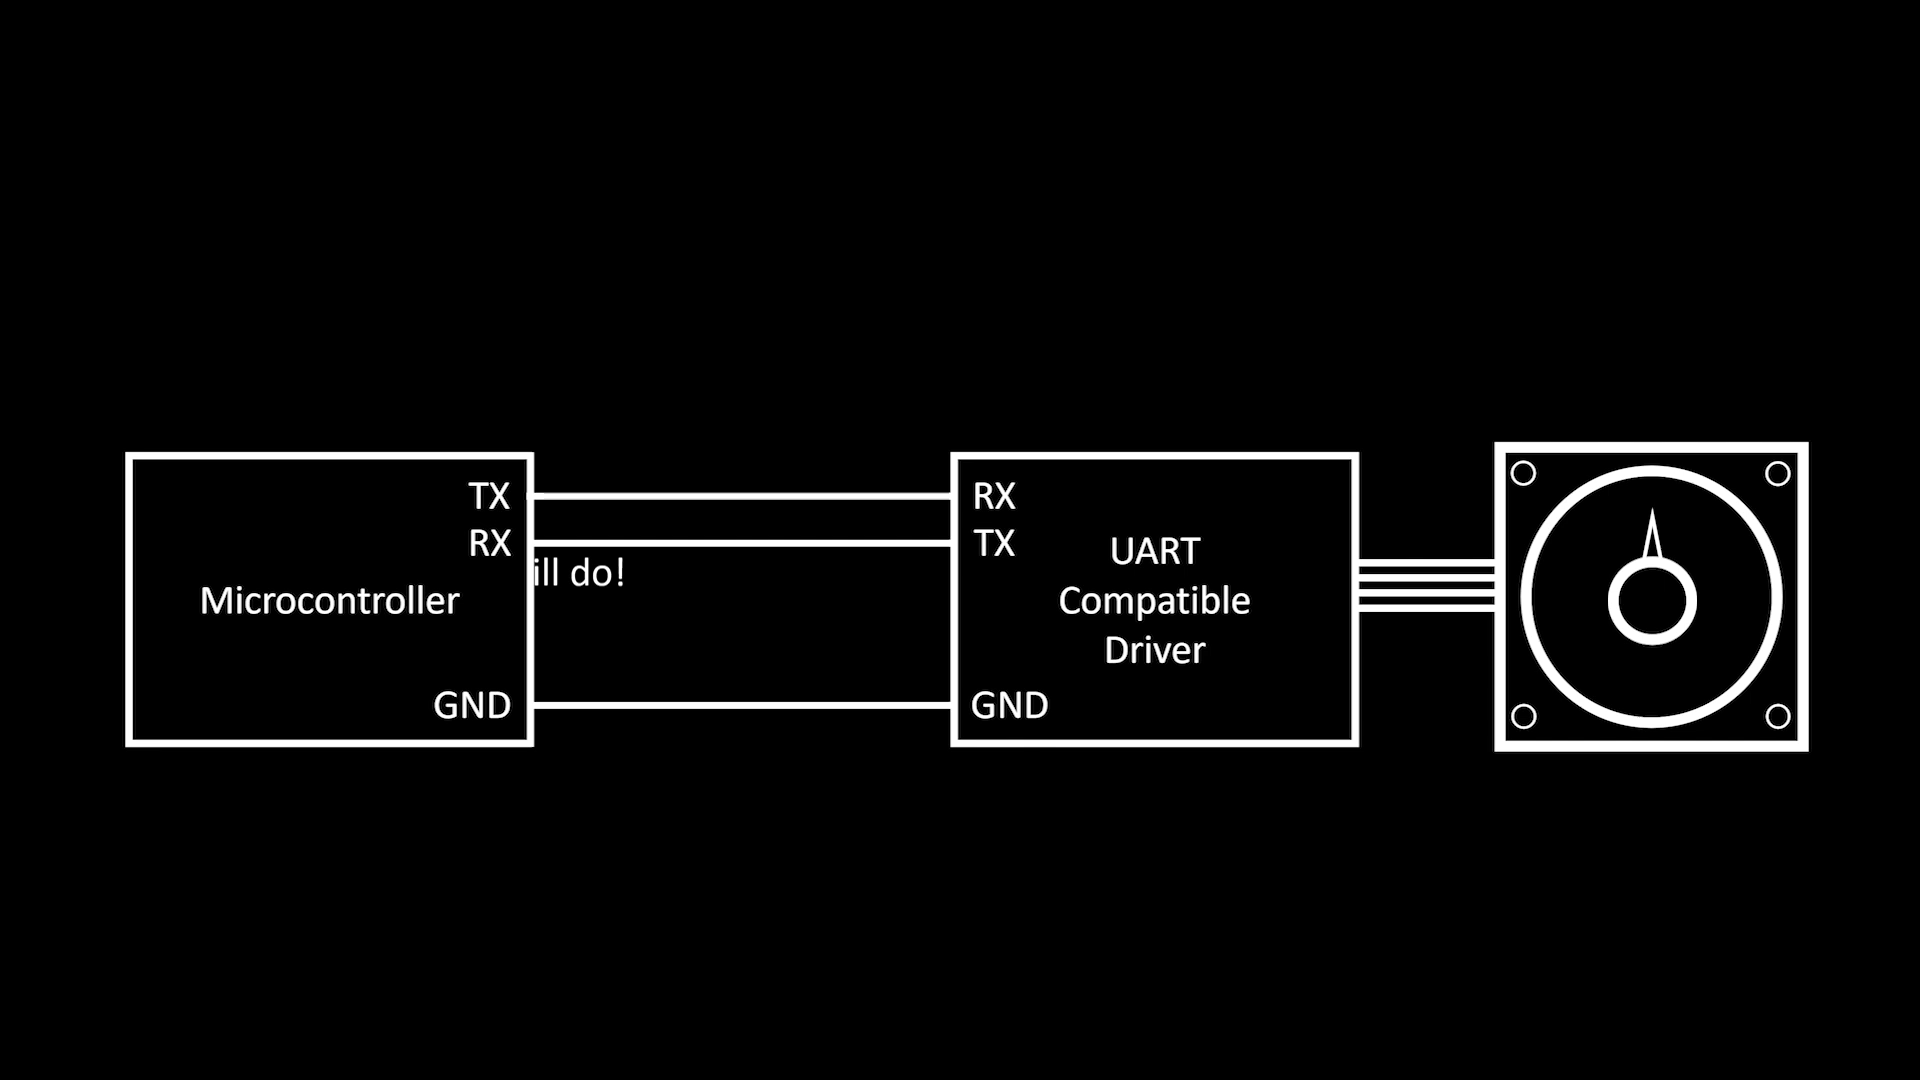 TX
RX
Microcontroller
GND
ill do!
RX
TX
UART
Compatible
Driver
GND